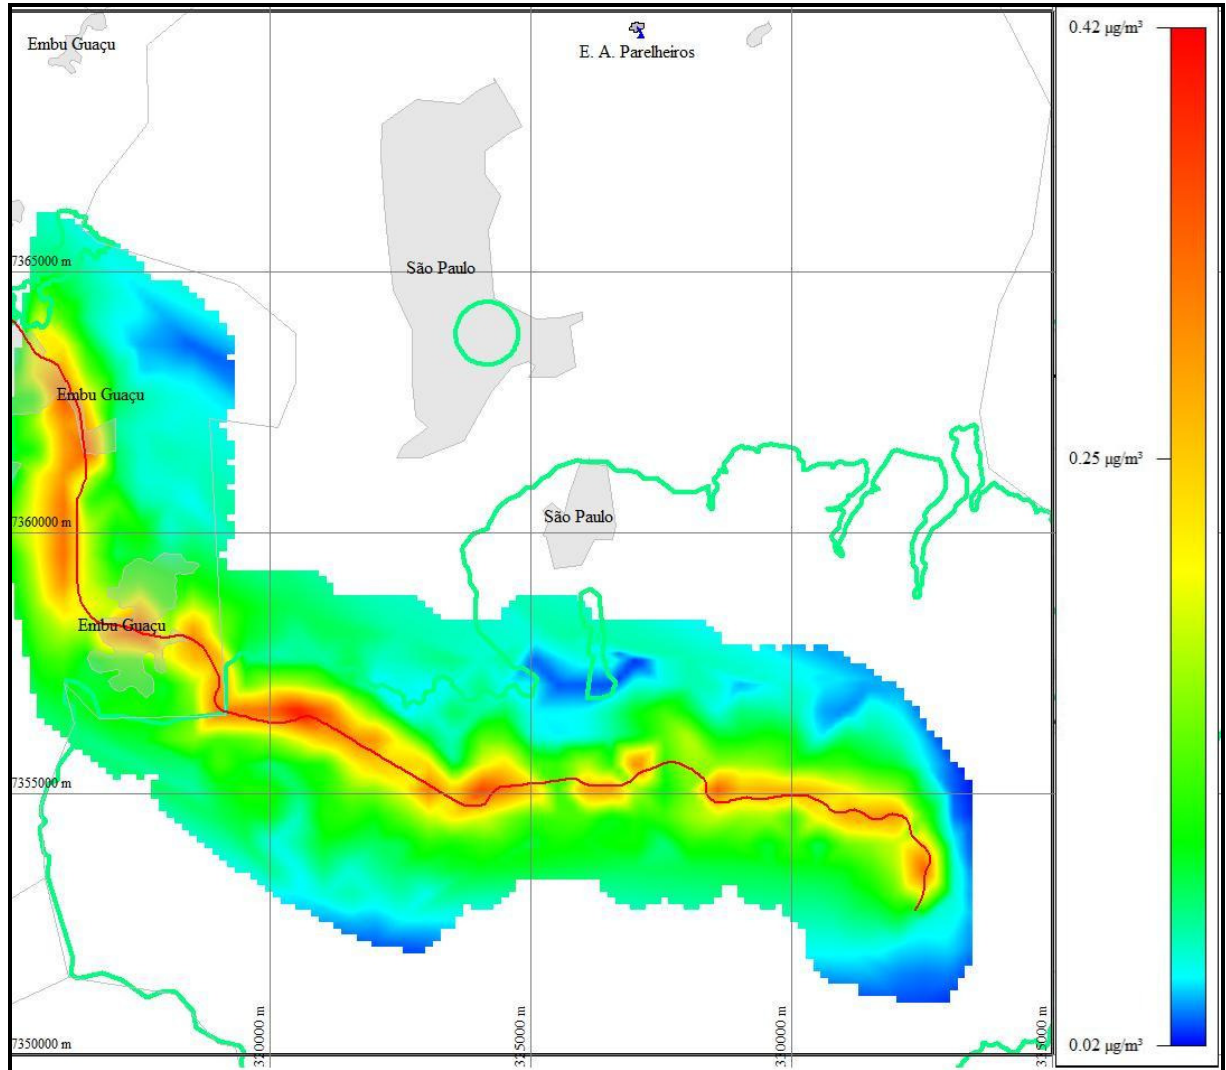 0.42 µg/m³
Embu Guaçu
E. A. Parelheiros
7365000 m
São Paulo
Embu Guaçu
0.25 µg/m³
7360000 m
São Paulo
Embu Guaçu
7355000 m
7350000 m
320000 m
325000 m
330000 m
335000 m
0.02 µg/m³